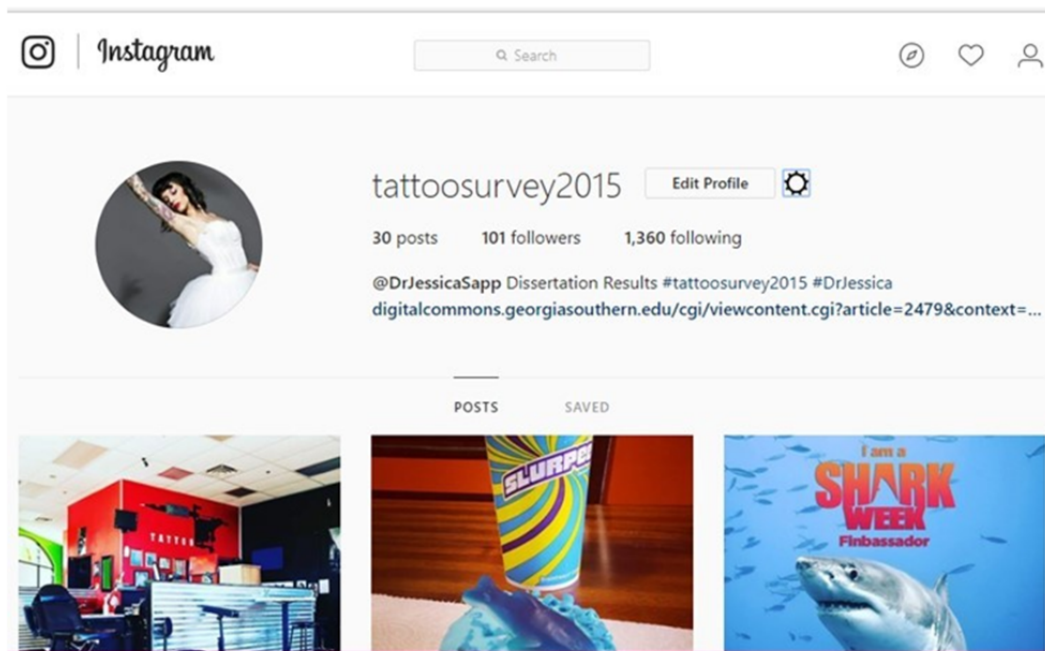 Instagram
Search
tattoosurvey2015 Edit Profile
30 posts 101 followers 1,360 following
@DrJessicaSapp Dissertation Results #tattoosurvey2015 #DrJessica
digitalcommons.georgiasouthern.edu/cgi/viewcontent.cgi?article=2479&context=...
POSTS SAVED
TATTOO
SLURPEE
I am a
SHARK
WEEK
Finbassador